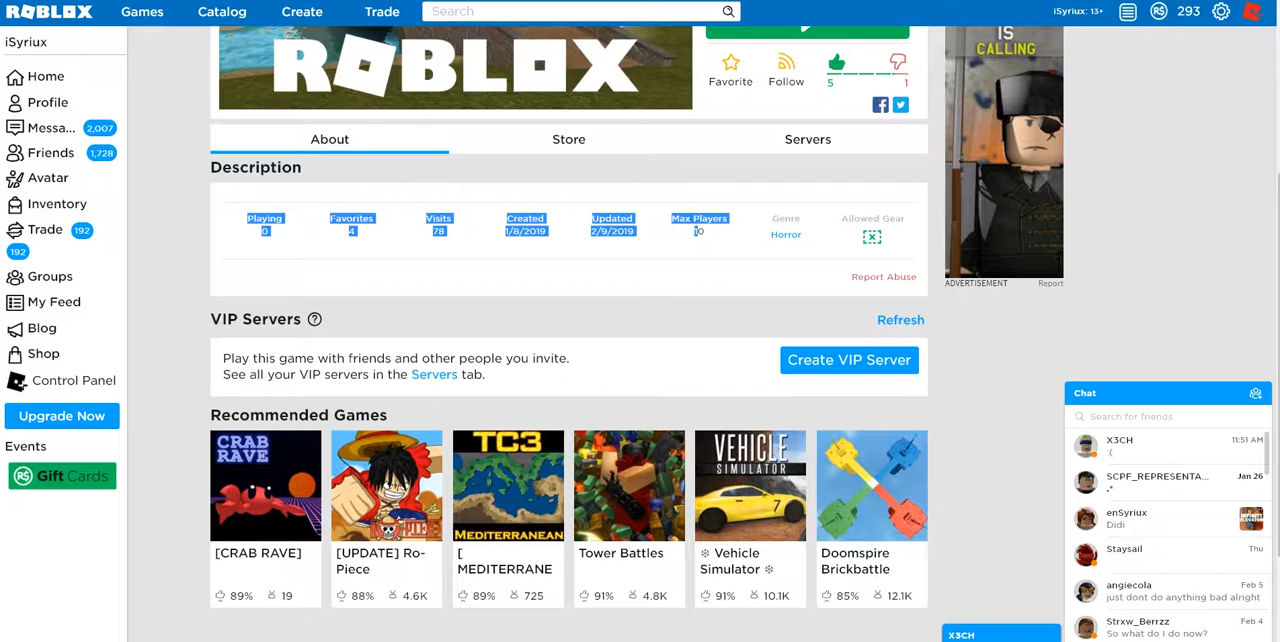 ROBLOX Games Catalog Create Trade Search iSyriux: 13+ 293
iSyriux
Home
Profile
Messa... 2,007
Friends 1,728
Avatar
Inventory
Trade 192
192
Groups
My Feed
Blog
Shop
Control Panel
Upgrade Now
Events
Gift Cards
ROBLOX
Favorite Follow 5 1
About Store Servers
Description
Playing Favorites Visits Created Updated Max Players Genre Allowed Gear
0 4 78 1/8/2019 2/9/2019 10 Horror
Report Abuse
VIP Servers ?
Refresh
Play this game with friends and other people you invite.
See all your VIP servers in the Servers tab.
Create VIP Server
Recommended Games
CRAB
RAVE
[CRAB RAVE]
89% 19
[UPDATE] Ro-
Piece
88% 4.6K
TC3
MEDITERRANEAN
[
MEDITERRANE
89% 725
Tower Battles
91% 4.8K
VEHICLE
SIMULATOR
7
❄ Vehicle
Simulator ❄
91% 10.1K
Doomspire
Brickbattle
85% 12.1K
IS
CALLING
ADVERTISEMENT Report
Chat
Search for friends
X3CH 11:51 AM
:(
SCPF_REPRESENTA... Jan 26
enSyriux
Didi
Staysail Thu
angiecola Feb 5
just dont do anything bad alright
Strxw_Berrzz Feb 4
So what do I do now?
X3CH